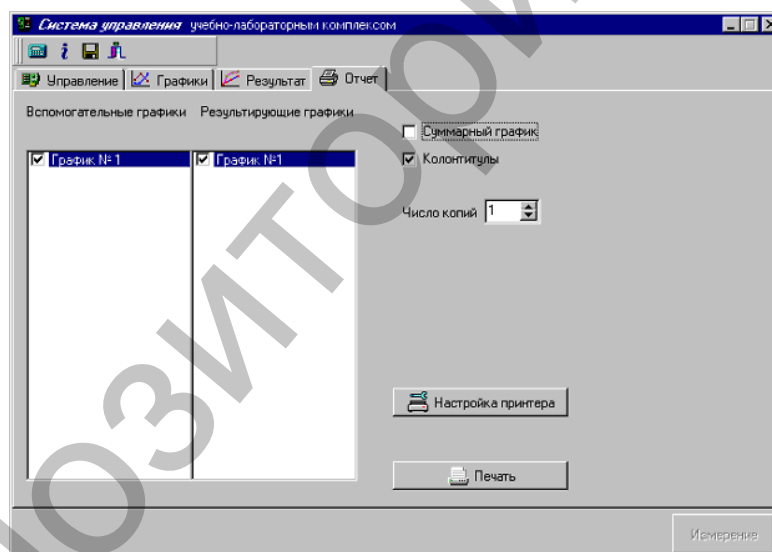 Система управления учебно-лабораторным комплексом
Управление Графики Результат Отчет
Вспомогательные графики Результирующие графики
Суммарный график
График № 1 График №1
Колонтитулы
Число копий 1
Настройка принтера
Печать
Измерение